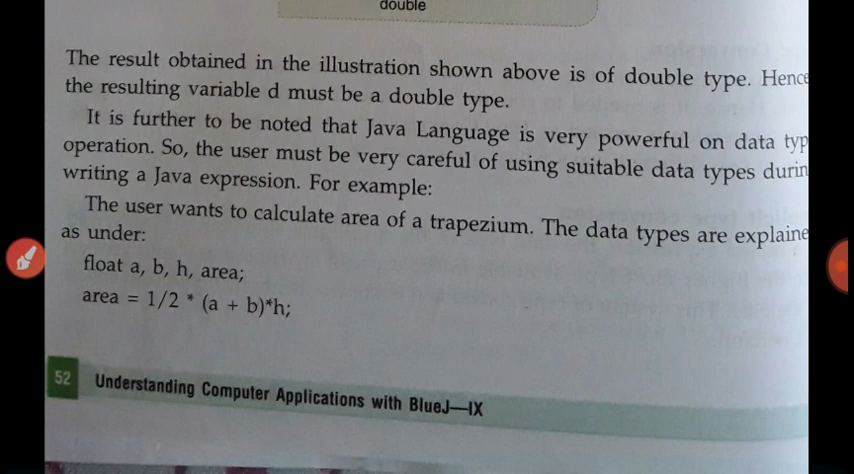 double
The result obtained in the illustration shown above is of double type. Hence
the resulting variable d must be a double type.
It is further to be noted that Java Language is very powerful on data typ
operation. So, the user must be very careful of using suitable data types durin
writing a Java expression. For example:
The user wants to calculate area of a trapezium. The data types are explaine
as under:
float a, b, h, area;
area = 1/2 * (a + b)*h;
52 Understanding Computer Applications with BlueJ—IX